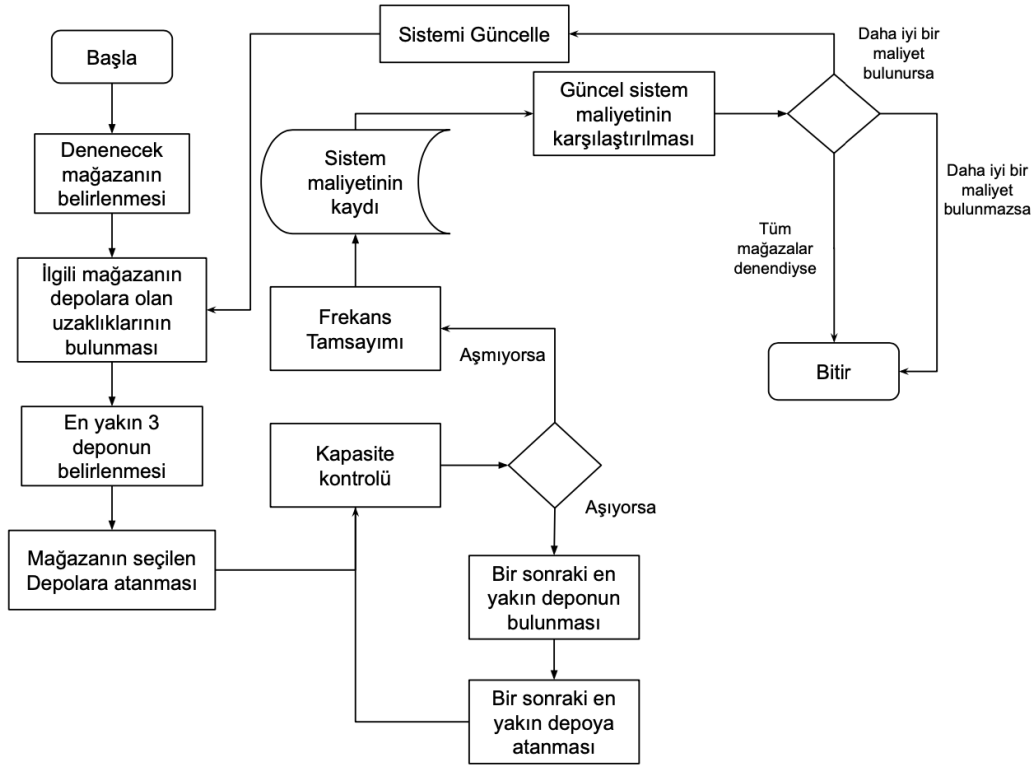 Başla
Denenecek
mağazanın
belirlenmesi
İlgili mağazanın
depolara olan
uzaklıklarının
bulunması
En yakın 3
deponun
belirlenmesi
Mağazanın seçilen
Depolara atanması
Kapasite
kontrolü
Aşıyorsa
Bir sonraki en
yakın deponun
bulunması
Bir sonraki en
yakın depoya
atanması
Aşmıyorsa
Frekans
Tamsayımı
Sistem
maliyetinin
kaydı
Güncel sistem
maliyetinin
karşılaştırılması
Daha iyi bir
maliyet
bulunursa
Sistemi Güncelle
Daha iyi bir
maliyet
bulunmazsa
Tüm
mağazalar
denendiyse
Bitir